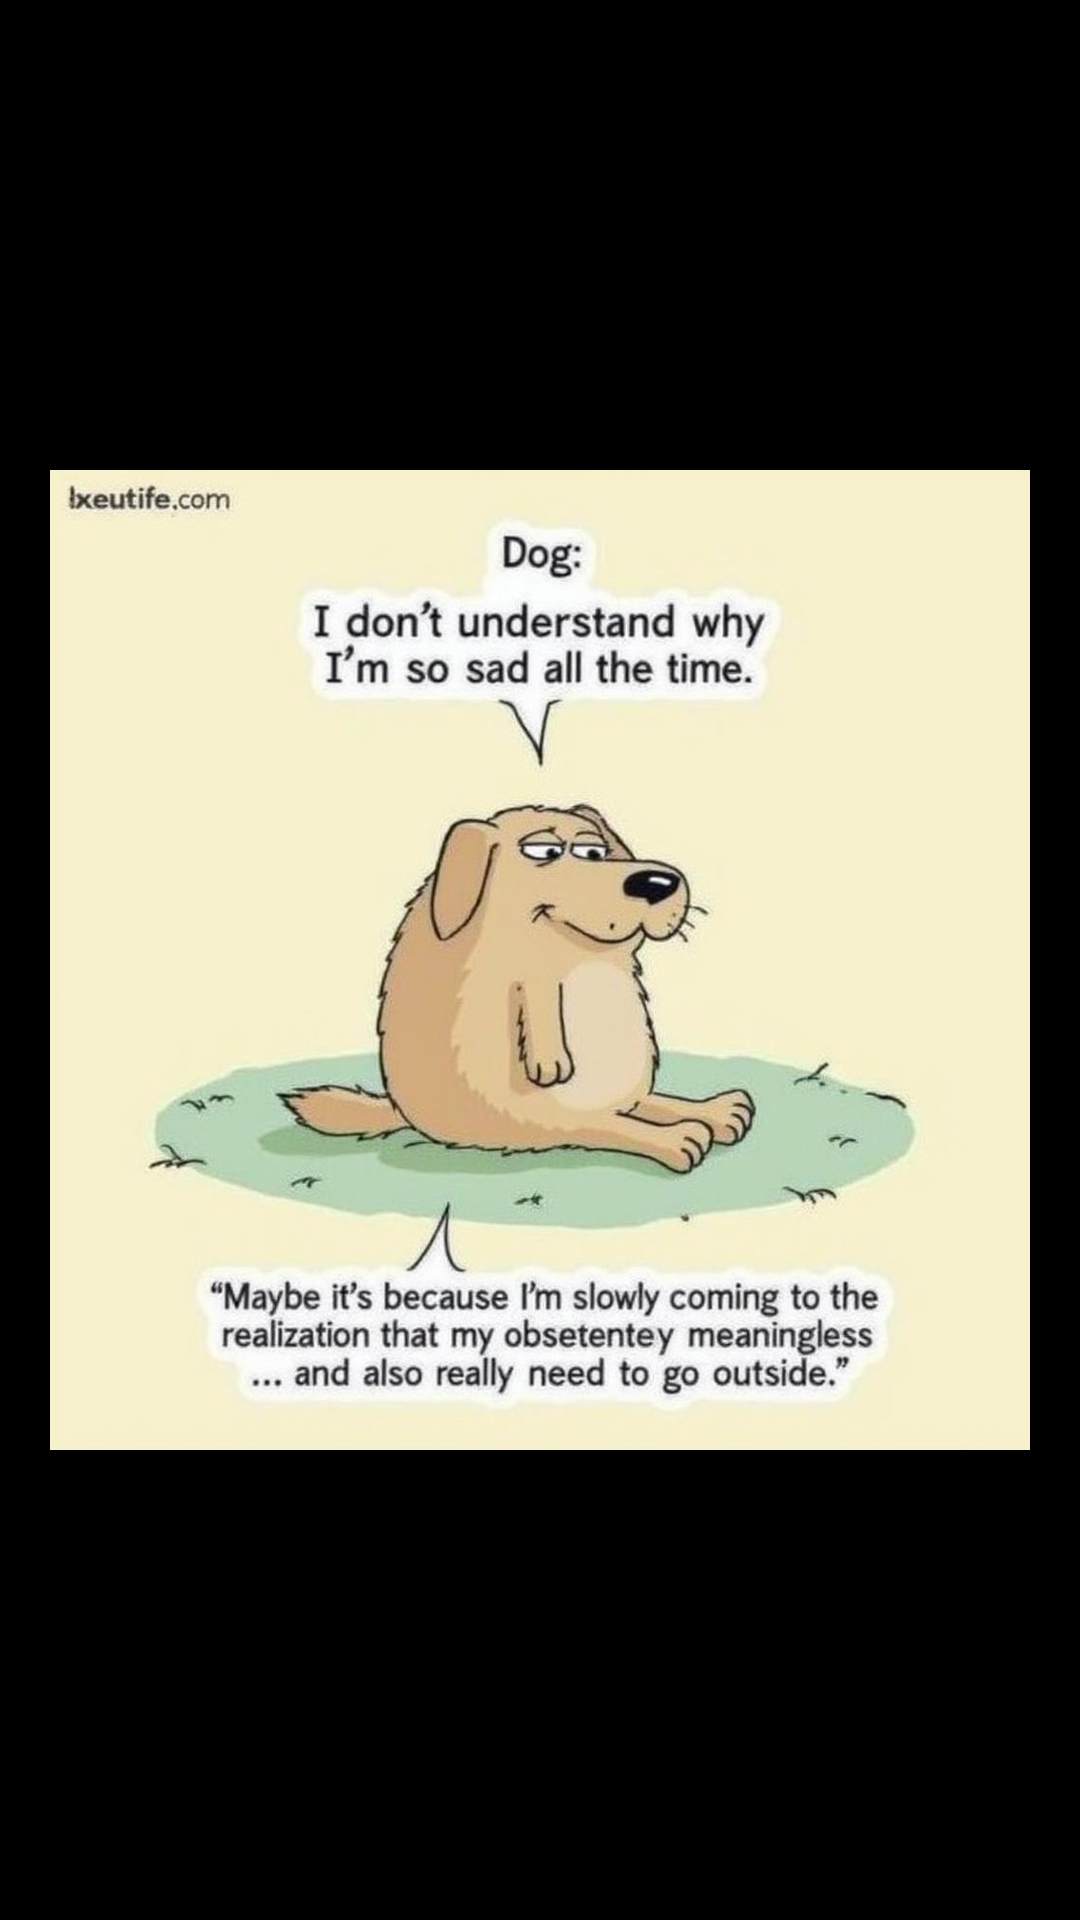 lxeutife.com
Dog:
I don't understand why
I'm so sad all the time.
“Maybe it's because I'm slowly coming to the
realization that my obsetentey meaningless
... and also really need to go outside.”